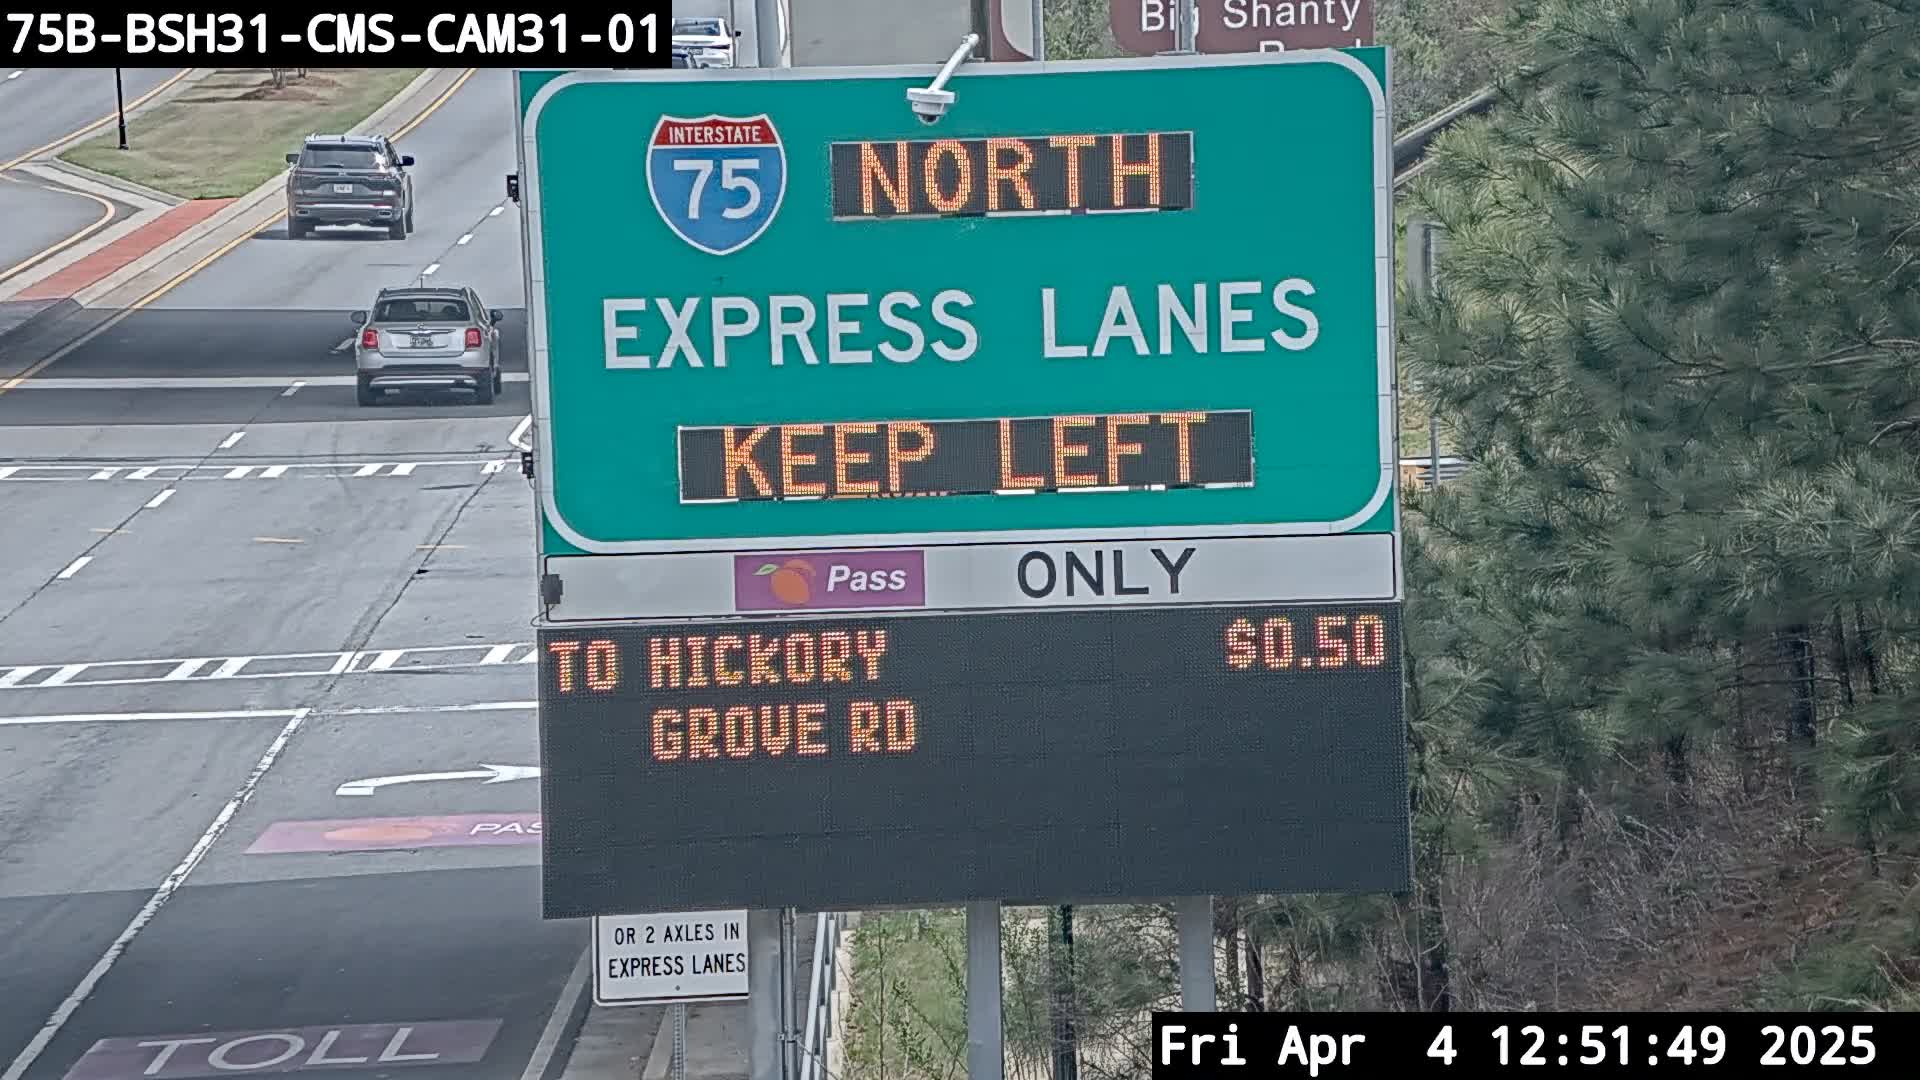 75B-BSH31-CMS-CAM31-01
Big Shanty
INTERSTATE
75
NORTH
EXPRESS LANES
KEEP LEFT
Pass
ONLY
TO HICKORY $0.50
GROVE RD
OR 2 AXLES IN
EXPRESS LANES
TOLL
Fri Apr 4 12:51:49 2025